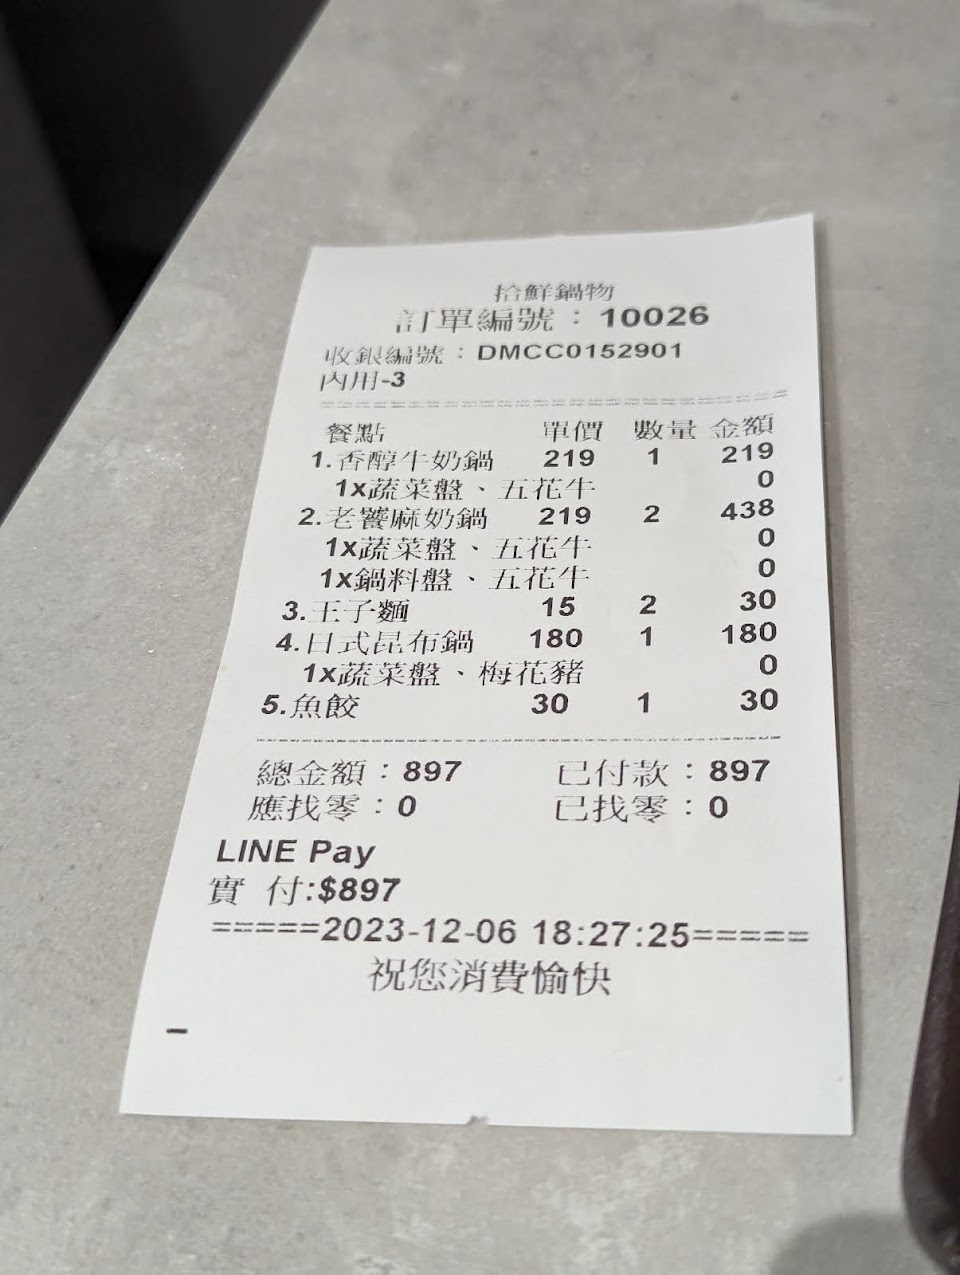 拾鮮鍋物
訂單編號：10026
收銀編號：DMCC0152901
內用-3
餐點 單價 數量 金額
1.香醇牛奶鍋 219 1 219
1x蔬菜盤、五花牛 0
2.老饕麻奶鍋 219 2 438
1x蔬菜盤、五花牛 0
1x鍋料盤、五花牛 0
3.王子麵 15 2 30
4.日式昆布鍋 180 1 180
1x蔬菜盤、梅花豬 0
5.魚餃 30 1 30
總金額：897 已付款：897
應找零：0 已找零：0
LINE Pay
實 付:$897
=====2023-12-06 18:27:25=====
祝您消費愉快